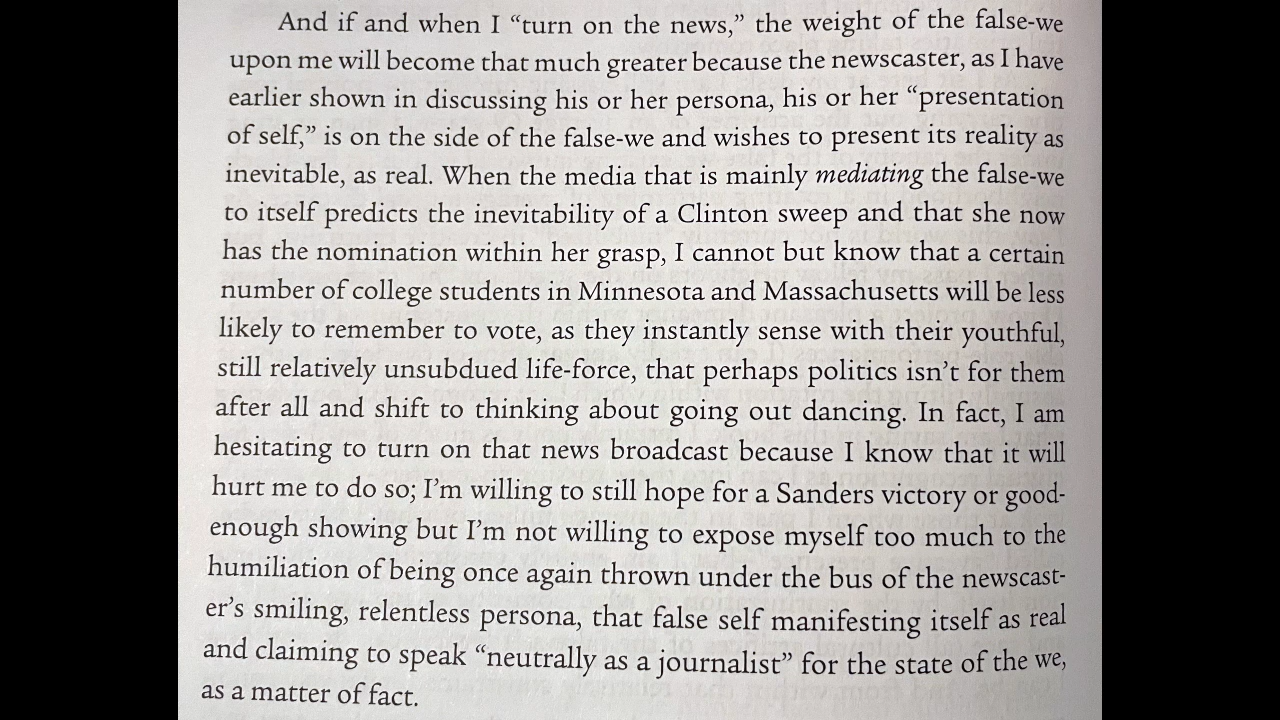 And if and when I “turn on the news,” the weight of the false-we
upon me will become that much greater because the newscaster, as I have
earlier shown in discussing his or her persona, his or her “presentation
of self,” is on the side of the false-we and wishes to present its reality as
inevitable, as real. When the media that is mainly mediating the false-we
to itself predicts the inevitability of a Clinton sweep and that she now
has the nomination within her grasp, I cannot but know that a certain
number of college students in Minnesota and Massachusetts will be less
likely to remember to vote, as they instantly sense with their youthful,
still relatively unsubdued life-force, that perhaps politics isn’t for them
after all and shift to thinking about going out dancing. In fact, I am
hesitating to turn on that news broadcast because I know that it will
hurt me to do so; I’m willing to still hope for a Sanders victory or good-
enough showing but I’m not willing to expose myself too much to the
humiliation of being once again thrown under the bus of the newscast-
er’s smiling, relentless persona, that false self manifesting itself as real
and claiming to speak “neutrally as a journalist” for the state of the we,
as a matter of fact.